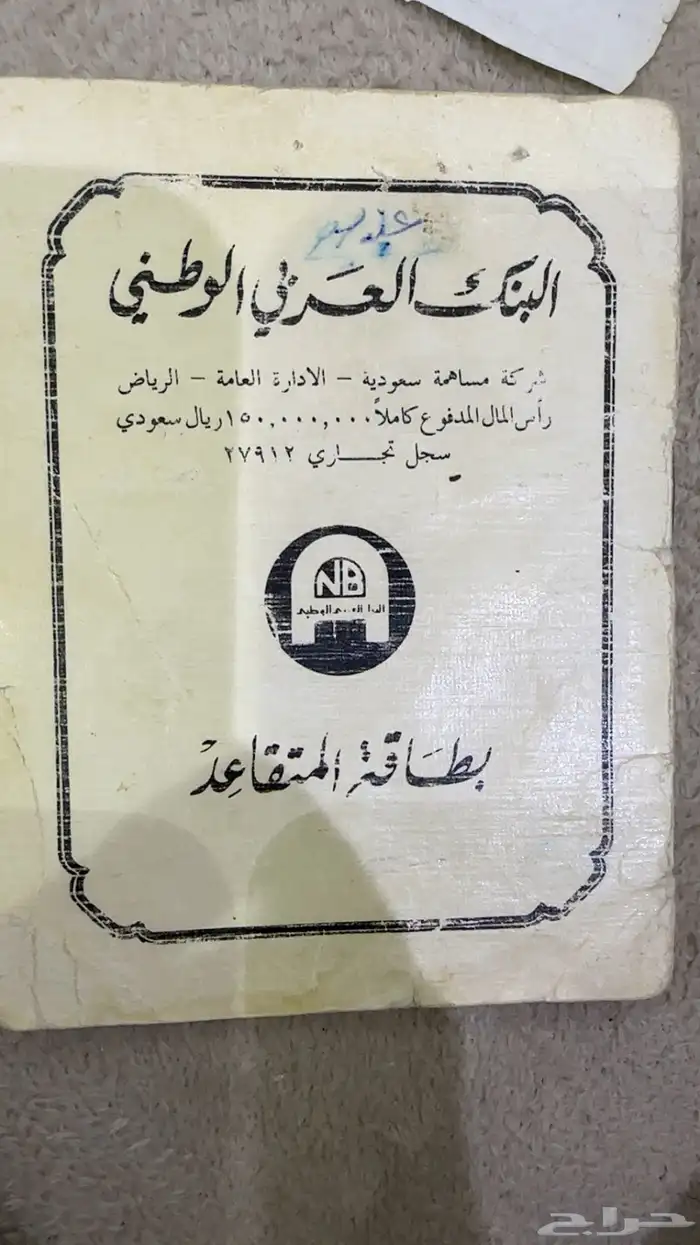 البنك العربي الوطني
شركة مساهمة سعودية – الادارة العامة – الرياض
رأس المال المدفوع كاملاً ١٥٠,٠٠٠,٠٠٠ ريال سعودي
سجل تجاري ٢٧٩١٢
NB
البنك العربي الوطني
بطاقة المتقاعد
حراج